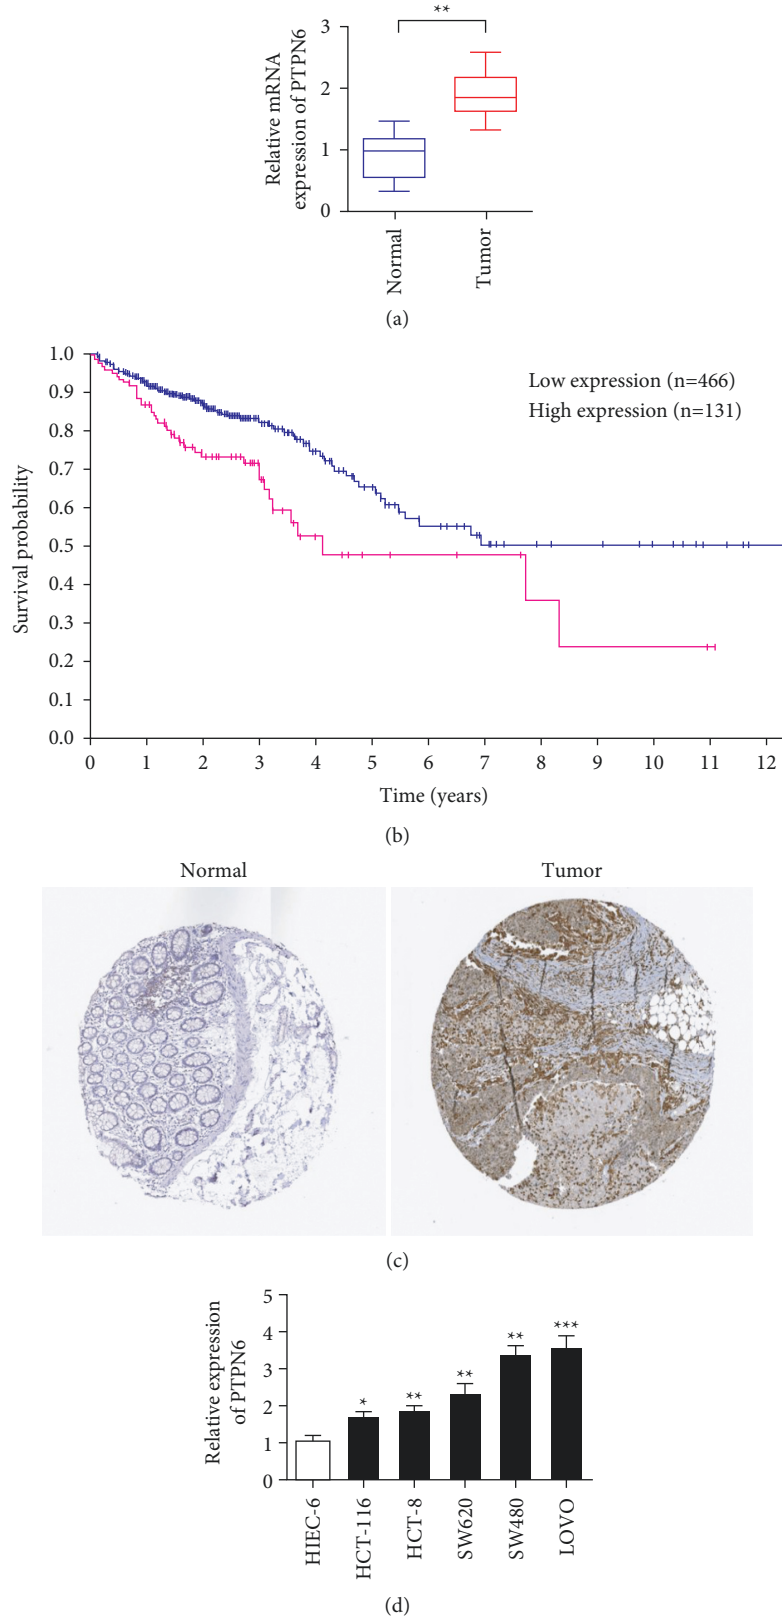 **
3
2
1
0
Relative mRNA
expression of PTPN6
Normal
Tumor
(a)
1.0
0.9
0.8
0.7
0.6
0.5
0.4
0.3
0.2
0.1
0.0
Survival probability
Low expression (n=466)
High expression (n=131)
0 1 2 3 4 5 6 7 8 9 10 11 12
Time (years)
(b)
Normal Tumor
(c)
5
4
3
2
1
0
Relative expression
of PTPN6
* ** ** ** ***
HIEC-6
HCT-116
HCT-8
SW620
SW480
LOVO
(d)